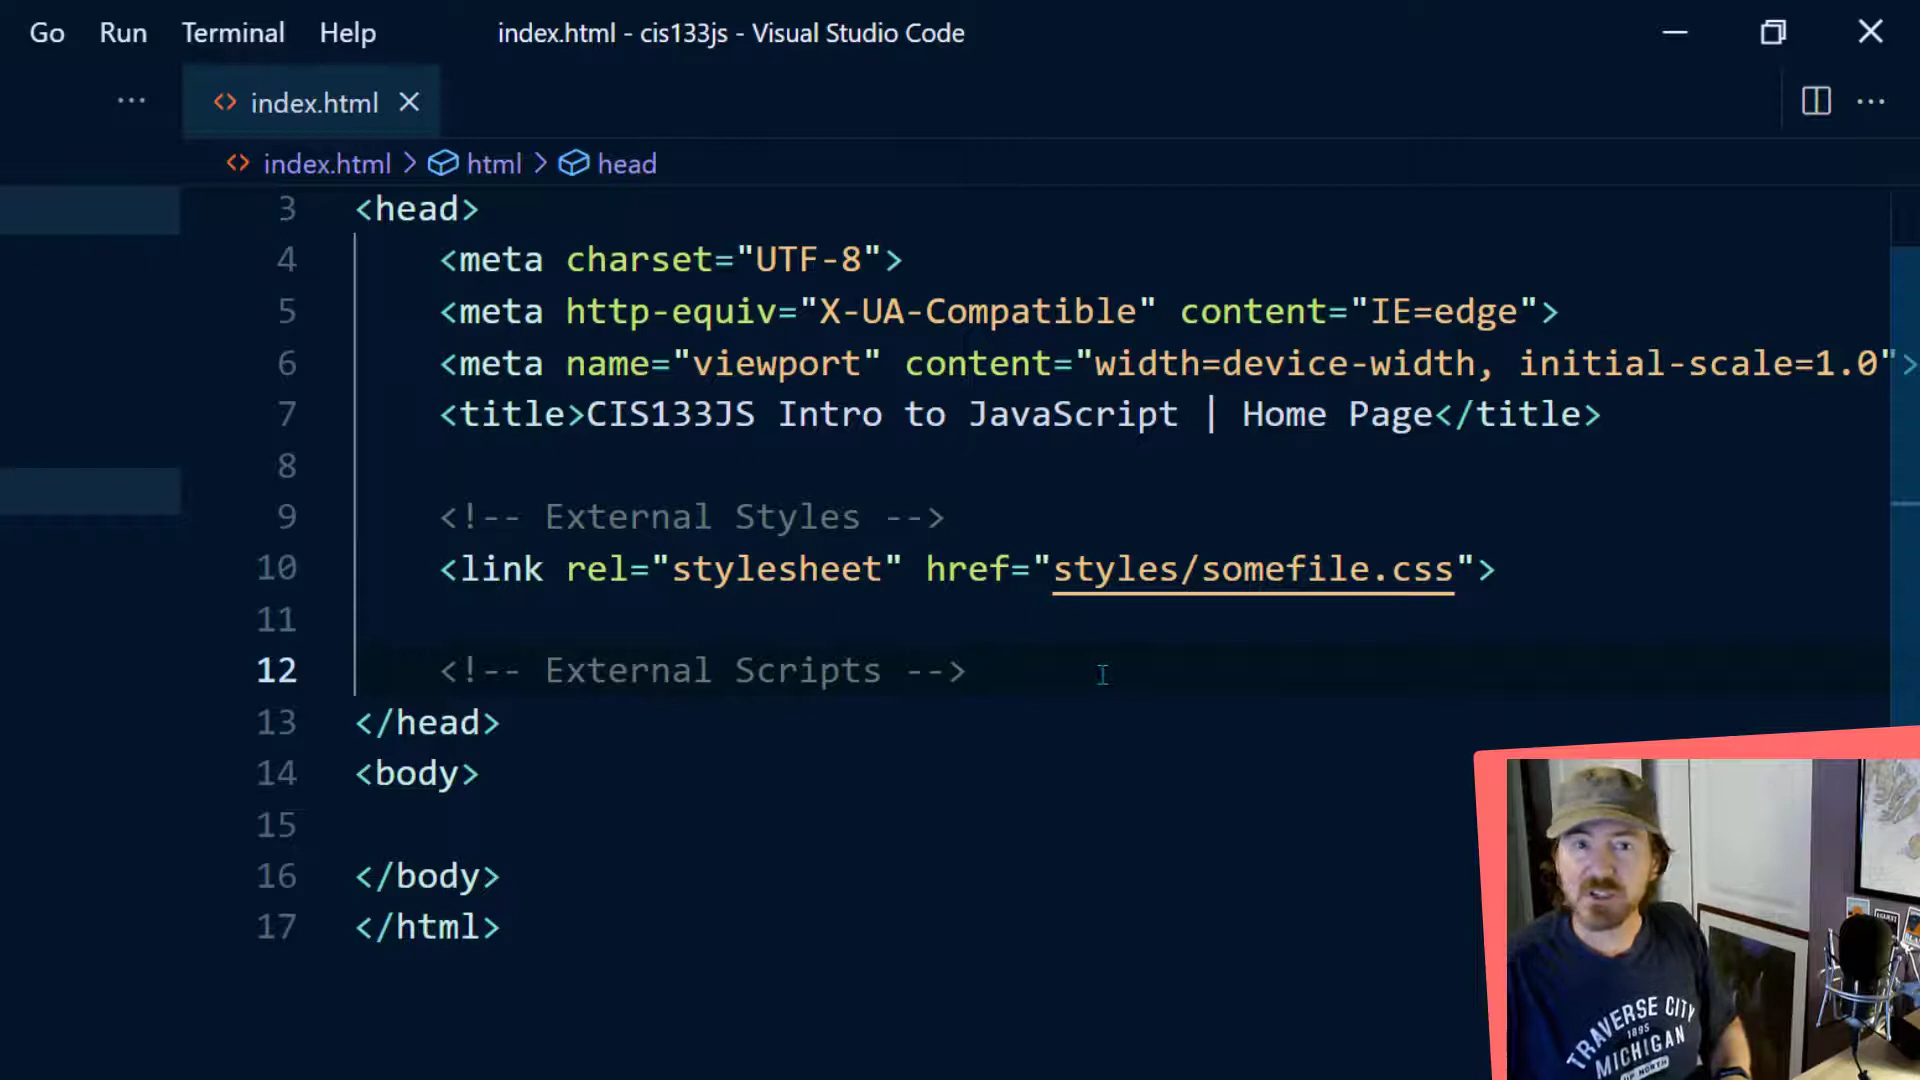 Go Run Terminal Help index.html - cis133js - Visual Studio Code
index.html
index.html > html > head
3 <head>
4 <meta charset="UTF-8">
5 <meta http-equiv="X-UA-Compatible" content="IE=edge">
6 <meta name="viewport" content="width=device-width, initial-scale=1.0">
7 <title>CIS133JS Intro to JavaScript | Home Page</title>
8
9 <!-- External Styles -->
10 <link rel="stylesheet" href="styles/somefile.css">
11
12 <!-- External Scripts -->
13 </head>
14 <body>
15
16 </body>
17 </html>
TRAVERSE CITY
1895
MICHIGAN
UP NORTH